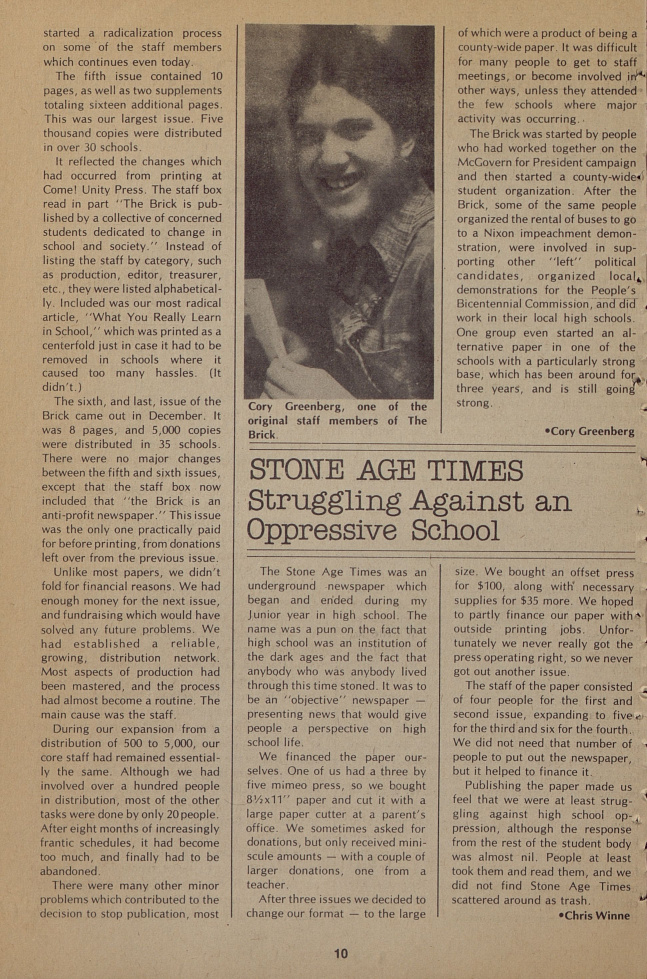 started a radicalization process
on some of the staff members
which continues even today.
The fifth issue contained 10
pages, as well as two supplements
totaling sixteen additional pages.
This was our largest issue. Five
thousand copies were distributed
in over 30 schools.
It reflected the changes which
had occurred from printing at
Come! Unity Press. The staff box
read in part "The Brick is pub-
lished by a collective of concerned
students dedicated to change in
school and society." Instead of
listing the staff by category, such
as production, editor, treasurer,
etc., they were listed alphabetical-
ly. Included was our most radical
article, "What You Really Learn
in School," which was printed as a
centerfold just in case it had to be
removed in schools where it
caused too many hassles. (It
didn't.)
The sixth, and last, issue of the
Brick came out in December. It
was 8 pages, and 5,000 copies
were distributed in 35 schools.
There were no major changes
between the fifth and sixth issues,
except that the staff box now
included that "the Brick is an
anti-profit newspaper." This issue
was the only one practically paid
for before printing, from donations
left over from the previous issue.
Unlike most papers, we didn't
fold for financial reasons. We had
enough money for the next issue,
and fundraising which would have
solved any future problems. We
had established a reliable,
growing, distribution network.
Most aspects of production had
been mastered, and the process
had almost become a routine. The
main cause was the staff.
During our expansion from a
distribution of 500 to 5,000, our
core staff had remained essential-
ly the same. Although we had
involved over a hundred people
in distribution, most of the other
tasks were done by only 20 people.
After eight months of increasingly
frantic schedules, it had become
too much, and finally had to be
abandoned.
There were many other minor
problems which contributed to the
decision to stop publication, most
Cory Greenberg, one of the
original staff members of The
Brick.
of which were a product of being a
county-wide paper. It was difficult
for many people to get to staff
meetings, or become involved in
other ways, unless they attended
the few schools where major
activity was occurring.
The Brick was started by people
who had worked together on the
McGovern for President campaign
and then started a county-wide
student organization. After the
Brick, some of the same people
organized the rental of buses to go
to a Nixon impeachment demon-
stration, were involved in sup-
porting other "left" political
candidates, organized local
demonstrations for the People's
Bicentennial Commission, and did
work in their local high schools.
One group even started an al-
ternative paper in one of the
schools with a particularly strong
base, which has been around for
three years, and is still going
strong.
•Cory Greenberg
STONE AGE TIMES
Struggling Against an
Oppressive School
The Stone Age Times was an
underground newspaper which
began and ended during my
Junior year in high school. The
name was a pun on the fact that
high school was an institution of
the dark ages and the fact that
anybody who was anybody lived
through this time stoned. It was to
be an "objective" newspaper —
presenting news that would give
people a perspective on high
school life.
We financed the paper our-
selves. One of us had a three by
five mimeo press, so we bought
8½x11" paper and cut it with a
large paper cutter at a parent's
office. We sometimes asked for
donations, but only received mini-
scule amounts — with a couple of
larger donations, one from a
teacher.
After three issues we decided to
change our format — to the large
size. We bought an offset press
for $100, along with necessary
supplies for $35 more. We hoped
to partly finance our paper with
outside printing jobs. Unfor-
tunately we never really got the
press operating right, so we never
got out another issue.
The staff of the paper consisted
of four people for the first and
second issue, expanding to five
for the third and six for the fourth.
We did not need that number of
people to put out the newspaper,
but it helped to finance it.
Publishing the paper made us
feel that we were at least strug-
gling against high school op-
pression, although the response
from the rest of the student body
was almost nil. People at least
took them and read them, and we
did not find Stone Age Times
scattered around as trash.
•Chris Winne
10